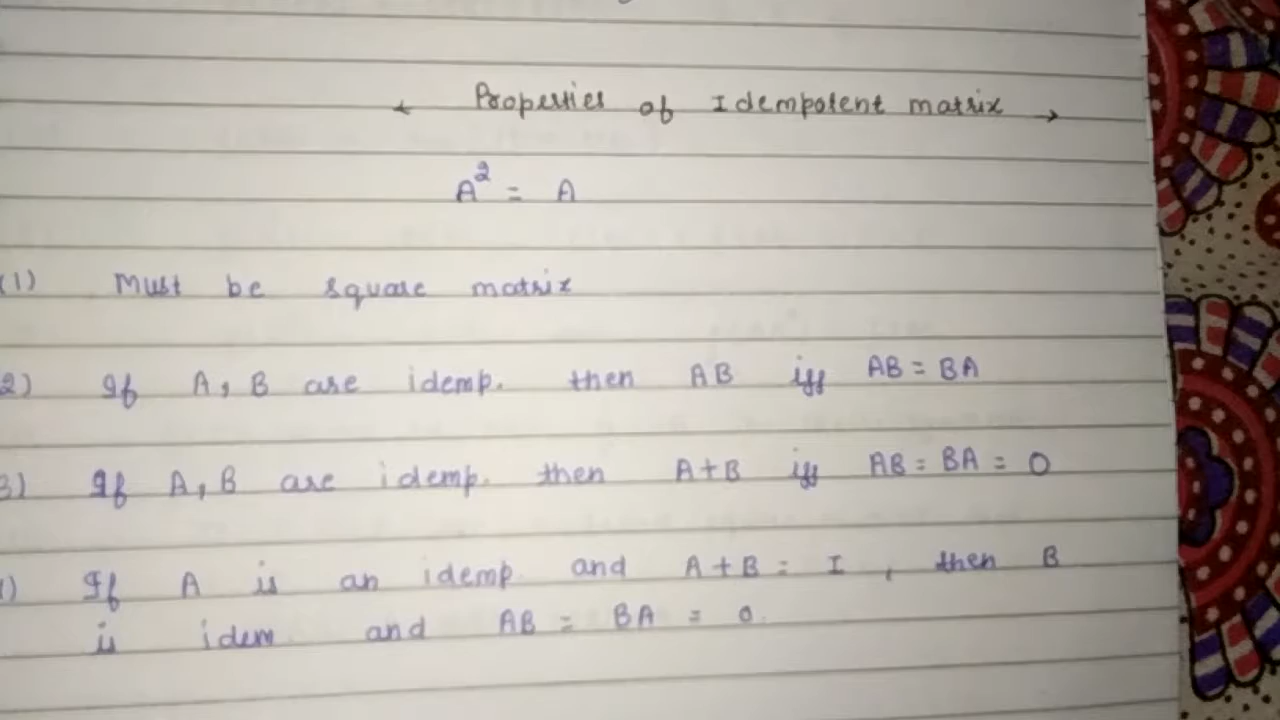 Properties of Idempotent matrix
A² = A
(1) Must be square matrix
2) If A, B are idemp. then AB iff AB = BA
3) If A, B are idemp. then A+B iff AB = BA = 0
) If A is an idemp. and A+B = I , then B
is idem and AB = BA = 0.